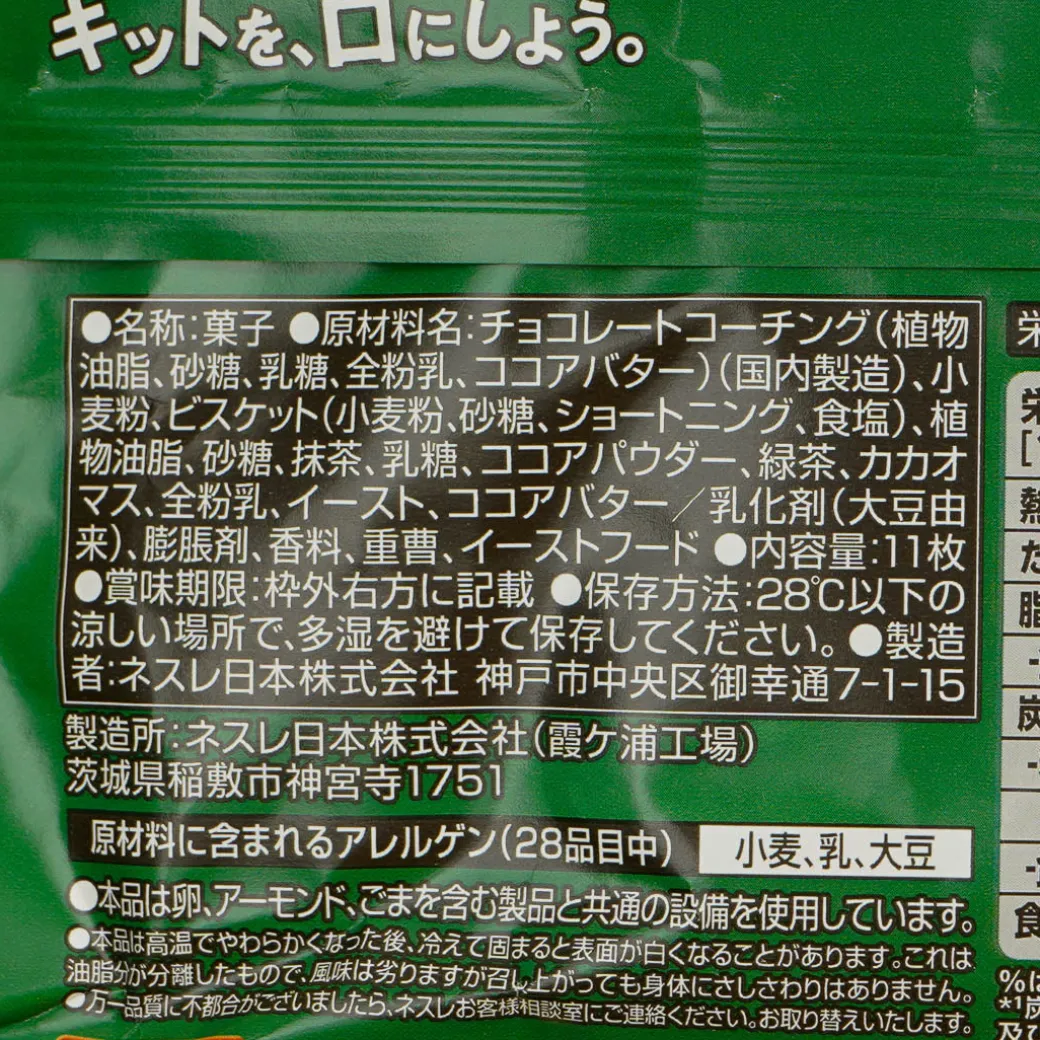 キットを、口にしよう。
●名称:菓子 ●原材料名:チョコレートコーチング(植物
油脂、砂糖、乳糖、全粉乳、ココアバター)(国内製造)、小
麦粉、ビスケット(小麦粉、砂糖、ショートニング、食塩)、植
物油脂、砂糖、抹茶、乳糖、ココアパウダー、緑茶、カカオ
マス、全粉乳、イースト、ココアバター/乳化剤(大豆由
来)、膨脹剤、香料、重曹、イーストフード ●内容量:11枚
●賞味期限:枠外右方に記載 ●保存方法:28℃以下の
涼しい場所で、多湿を避けて保存してください。 ●製造
者:ネスレ日本株式会社 神戸市中央区御幸通7-1-15
製造所:ネスレ日本株式会社(霞ケ浦工場)
茨城県稲敷市神宮寺1751
原材料に含まれるアレルゲン(28品目中) 小麦、乳、大豆
●本品は卵、アーモンド、ごまを含む製品と共通の設備を使用しています。
●本品は高温でやわらかくなった後、冷えて固まると表面が白くなることがあります。これは
油脂分が分離したもので、風味は劣りますが召し上がっても身体にさしさわりはありません。
●万一品質に不都合がございましたら、ネスレお客様相談室にご連絡ください。お取り替えいたします。
栄
栄
[
熱
た
脂
炭
食
%は
*1炭
及び